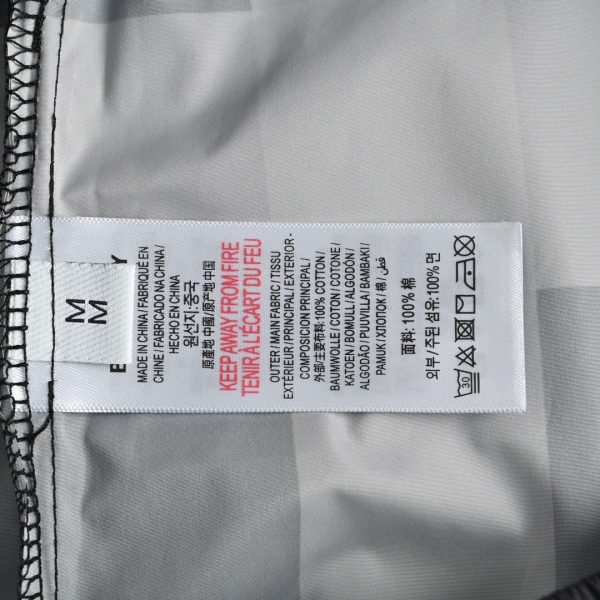 M
M
B Y
MADE IN CHINA / FABRIQUÉ EN
CHINE / FABRICADO NA CHINA /
HECHO EN CHINA
원산지:중국
原產地 中國/原产地 中国
KEEP AWAY FROM FIRE
TENIR À L'ÉCART DU FEU
OUTER / MAIN FABRIC / TISSU
EXTÉRIEUR / PRINCIPAL / EXTERIOR -
COMPOSICIÓN PRINCIPAL /
外部/主要布料: 100% COTTON /
BAUMWOLLE / COTON / COTONE /
KATOEN / BOMULL / ALGODÓN /
ALGODÃO / PUUVILLA / BAMBAKI /
PAMUK / ХЛОПОК / قطن /
面料: 100% 棉
외부 / 주된 섬유: 100% 면
30